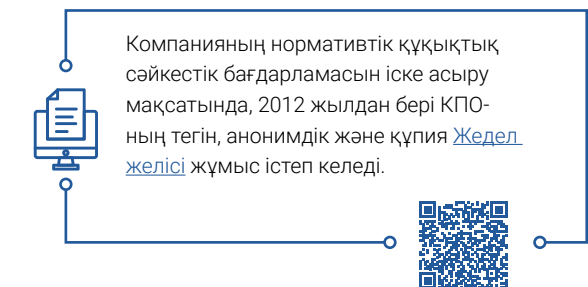 Компанияның нормативтік құқықтық
сәйкестік бағдарламасын іске асыру
мақсатында, 2012 жылдан бері КПО-
ның тегін, анонимдік және құпия Жедел
желісі жұмыс істеп келеді.